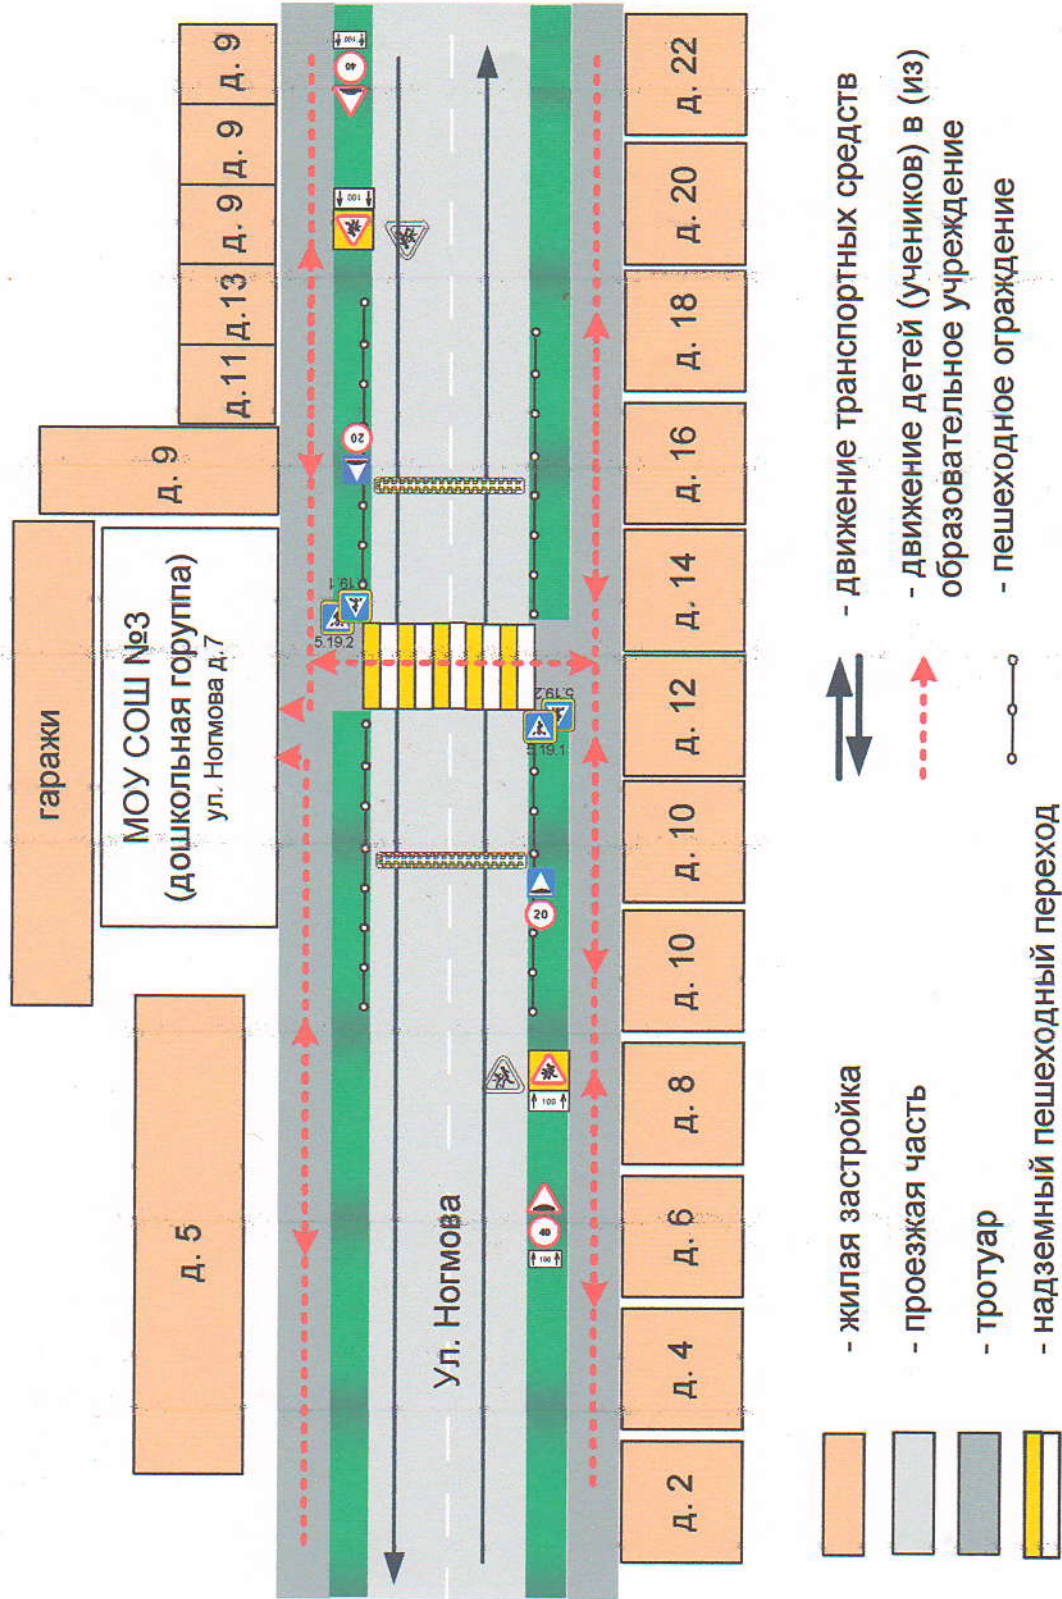 гаражи
МОУ СОШ №3
(дошкольная горуппа)
ул. Ногмова д.7
д. 5
д. 9
д.11
д.13
д. 9
д. 9
д. 9
5.19.2
19.1
20
40
100
100
Ул. Ногмова
100
40
100
20
5.19.1
5.19.2
д. 2
д. 4
д. 6
д. 8
д. 10
д. 10
д. 12
д. 14
д. 16
д. 18
д. 20
д. 22
- жилая застройка
- проезжая часть
- тротуар
- надземный пешеходный переход
- движение транспортных средств
- движение детей (учеников) в (из)
образовательное учреждение
- пешеходное ограждение